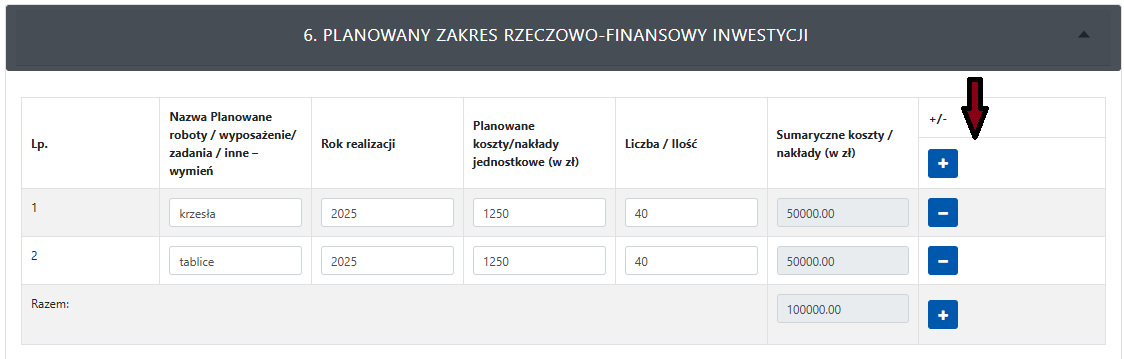 6. PLANOWANY ZAKRES RZECZOWO-FINANSOWY INWESTYCJI
Lp.
Nazwa Planowane
roboty / wyposażenie/
zadania / inne –
wymień
Rok realizacji
Planowane
koszty/nakłady
jednostkowe (w zł)
Liczba / Ilość
Sumaryczne koszty /
nakłady (w zł)
+/-
+
1 krzesła 2025 1250 40 50000.00 −
2 tablice 2025 1250 40 50000.00 −
Razem: 100000.00 +